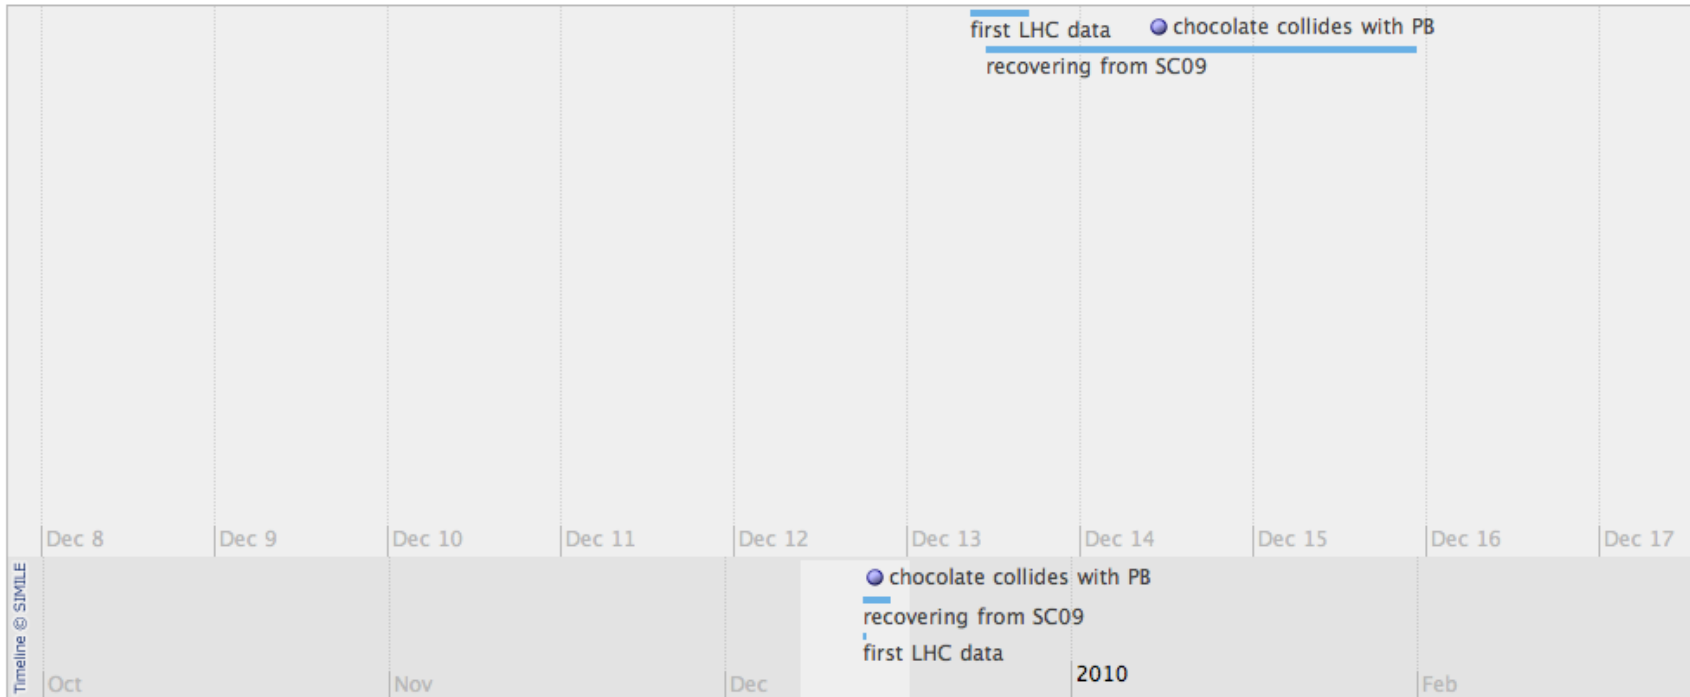 first LHC data
chocolate collides with PB
recovering from SC09
Dec 8
Dec 9
Dec 10
Dec 11
Dec 12
Dec 13
Dec 14
Dec 15
Dec 16
Dec 17
Timeline © SIMILE
chocolate collides with PB
recovering from SC09
first LHC data
Oct
Nov
Dec
2010
Feb